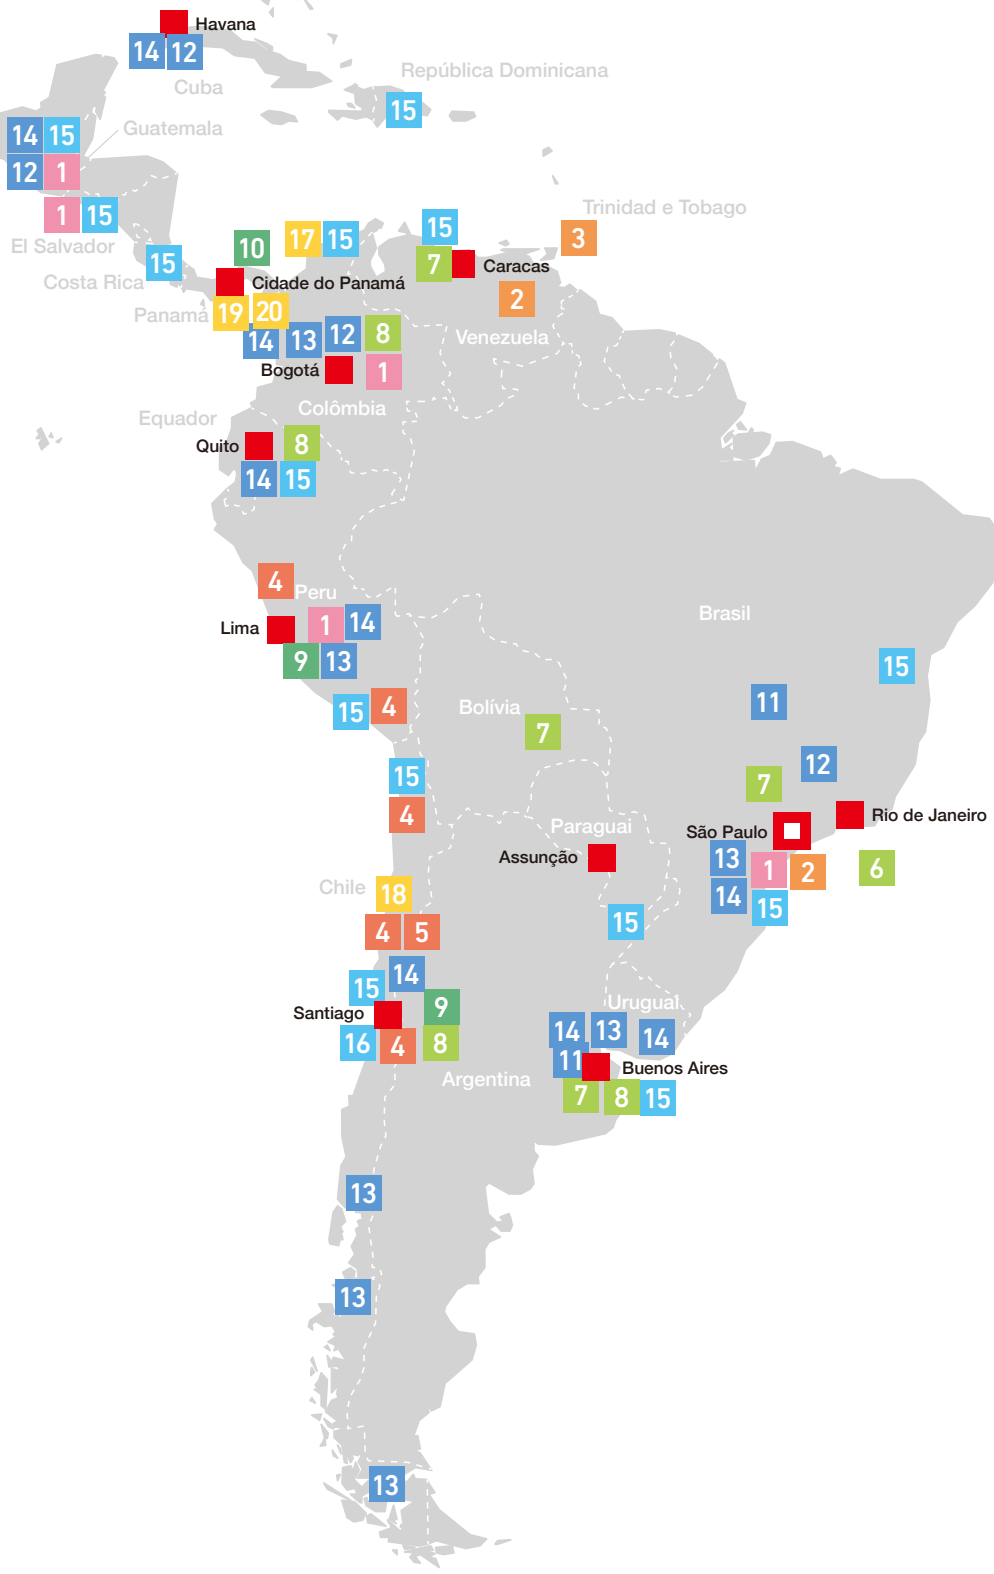 Havana
14 12
Cuba
República Dominicana
15
Guatemala
14 15
12 1
1 15
El Salvador
Trinidad e Tobago
3
15
Costa Rica
10
17 15
15
7
Caracas
2
Venezuela
Cidade do Panamá
Panamá
19 20
14 13 12 8
Bogotá
1
Colômbia
Equador
Quito
8
14 15
4
Peru
Lima
1 14
9 13
15 4
Brasil
15
11
12
7
Bolívia
7
15
4
Paraguai
Assunção
15
São Paulo
Rio de Janeiro
13 1 2 6
14 15
Chile
18
4 5
14
15
9
Santiago
16 4 8
Uruguai
14 13 14
11
Buenos Aires
7 8 15
Argentina
13
13
13